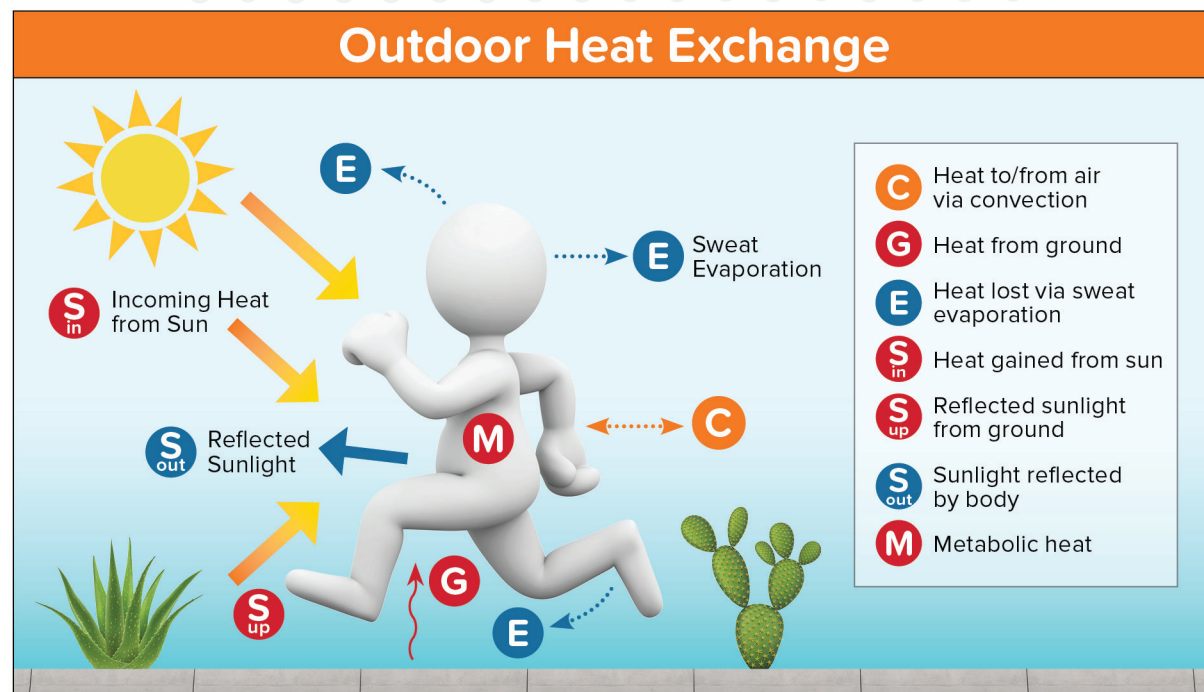 Outdoor Heat Exchange
E
E
Sweat
Evaporation
S
in
Incoming Heat
from Sun
S
out
Reflected
Sunlight
M
C
S
up
G
E
C
Heat to/from air
via convection
G
Heat from ground
E
Heat lost via sweat
evaporation
S
in
Heat gained from sun
S
up
Reflected sunlight
from ground
S
out
Sunlight reflected
by body
M
Metabolic heat